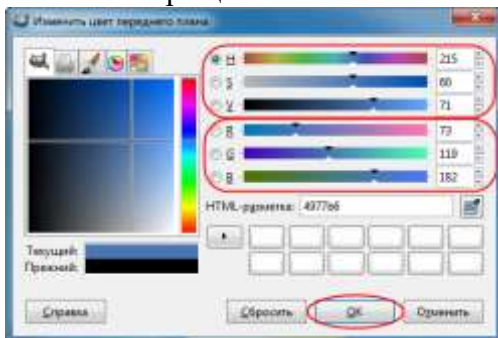 Изменить цвет переднего плана
H 215
S 60
V 71
R 73
G 119
B 182
HTML-разметка: 4977b6
Текущий:
Прежний:
Справка Сбросить OK Отменить